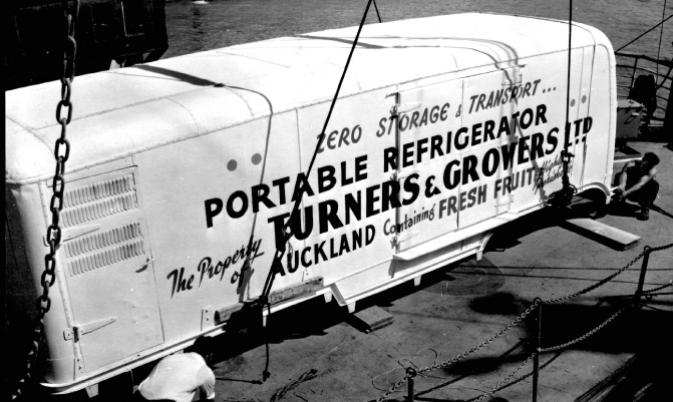 ZERO STORAGE & TRANSPORT...
PORTABLE REFRIGERATOR
The Property of TURNERS & GROWERS LTD
AUCKLAND Containing FRESH FRUIT